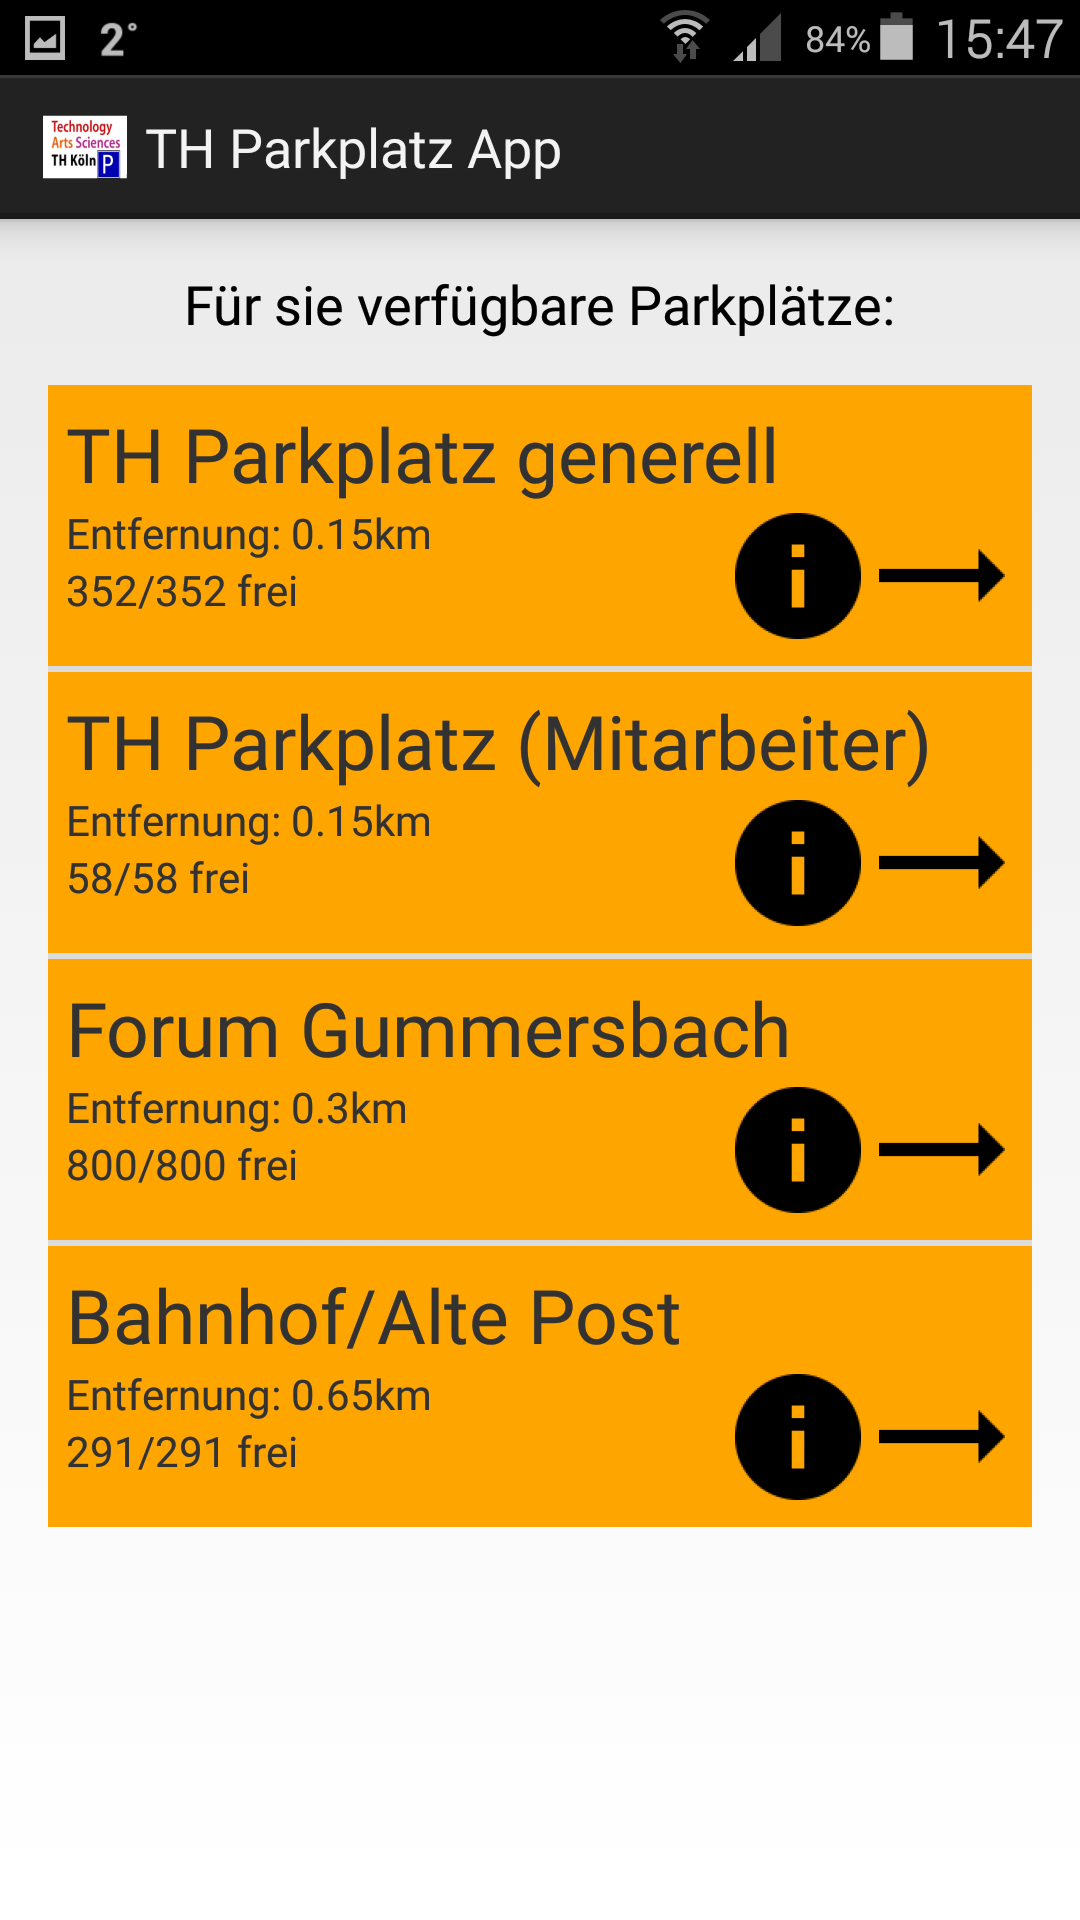 2°
84%
15:47
Technology
Arts Sciences
TH Köln P
TH Parkplatz App
Für sie verfügbare Parkplätze:
TH Parkplatz generell
Entfernung: 0.15km
352/352 frei
i
TH Parkplatz (Mitarbeiter)
Entfernung: 0.15km
58/58 frei
i
Forum Gummersbach
Entfernung: 0.3km
800/800 frei
i
Bahnhof/Alte Post
Entfernung: 0.65km
291/291 frei
i